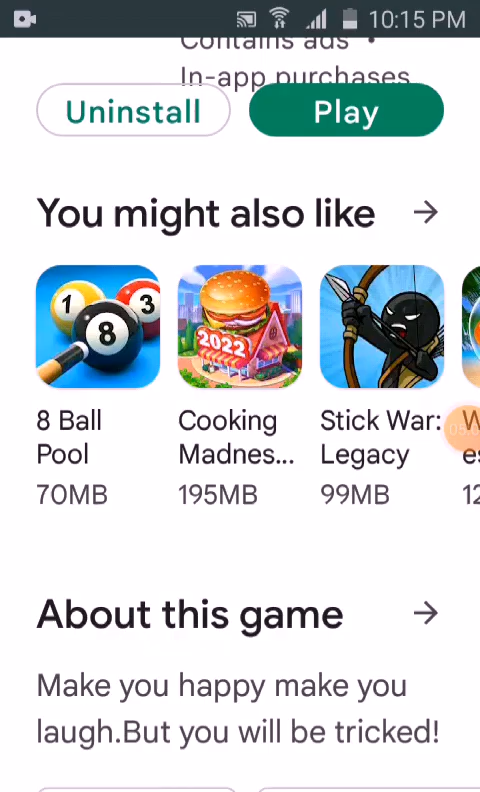 10:15 PM
Contains ads •
In-app purchases
Uninstall
Play
You might also like
1
3
8
2022
8 Ball
Pool
70MB
Cooking
Madnes...
195MB
Stick War:
Legacy
99MB
W
es
12
About this game
Make you happy make you
laugh.But you will be tricked!